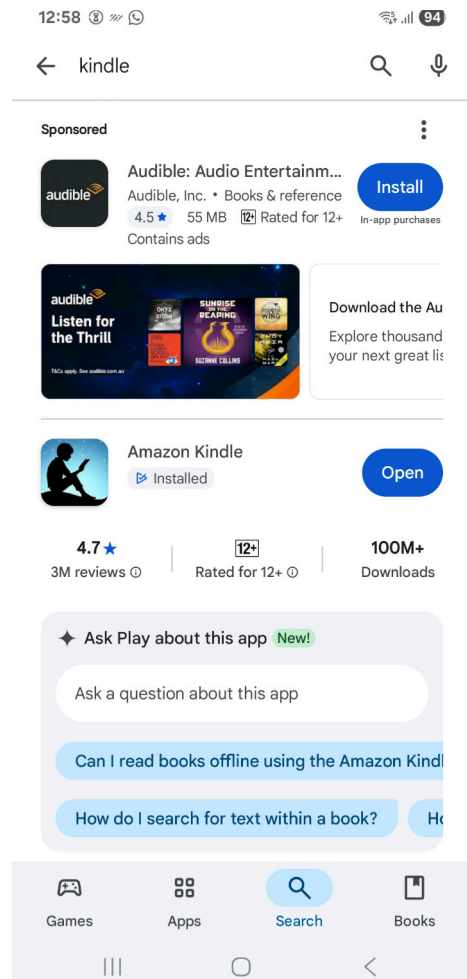 12:58
94
kindle
Sponsored
Audible: Audio Entertainm...
Audible, Inc. • Books & reference
4.5★ 55 MB 12+ Rated for 12+
Contains ads
Install
In-app purchases
audible
audible
Listen for
the Thrill
T&Cs apply. See audible.com.au
ONYX
STORM
SUNRISE
ON THE
REAPING
SUZANNE COLLINS
FOURTH
WING
Download the Au
Explore thousand
your next great lis
Amazon Kindle
Installed
Open
4.7★
3M reviews
12+
Rated for 12+
100M+
Downloads
Ask Play about this app New!
Ask a question about this app
Can I read books offline using the Amazon Kindl
How do I search for text within a book?
Ho
Games
Apps
Search
Books